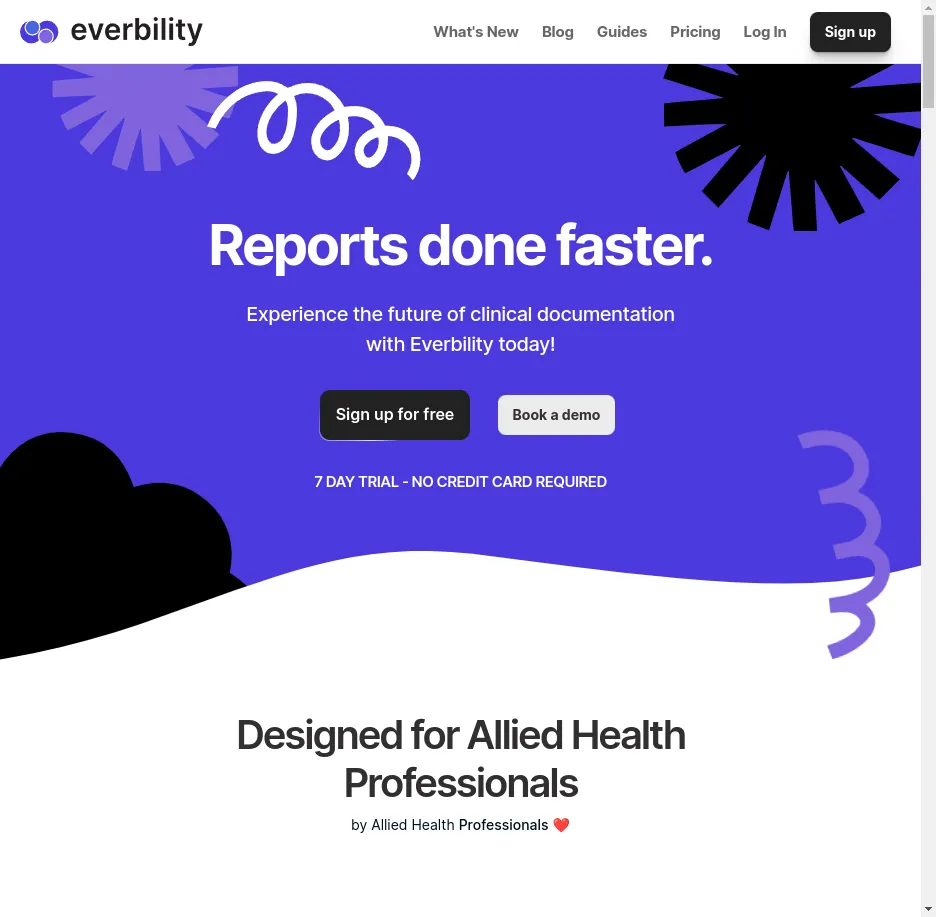 everbility
What's New Blog Guides Pricing Log In Sign up
Reports done faster.
Experience the future of clinical documentation
with Everbility today!
Sign up for free Book a demo
7 DAY TRIAL - NO CREDIT CARD REQUIRED
Designed for Allied Health
Professionals
by Allied Health Professionals ❤️